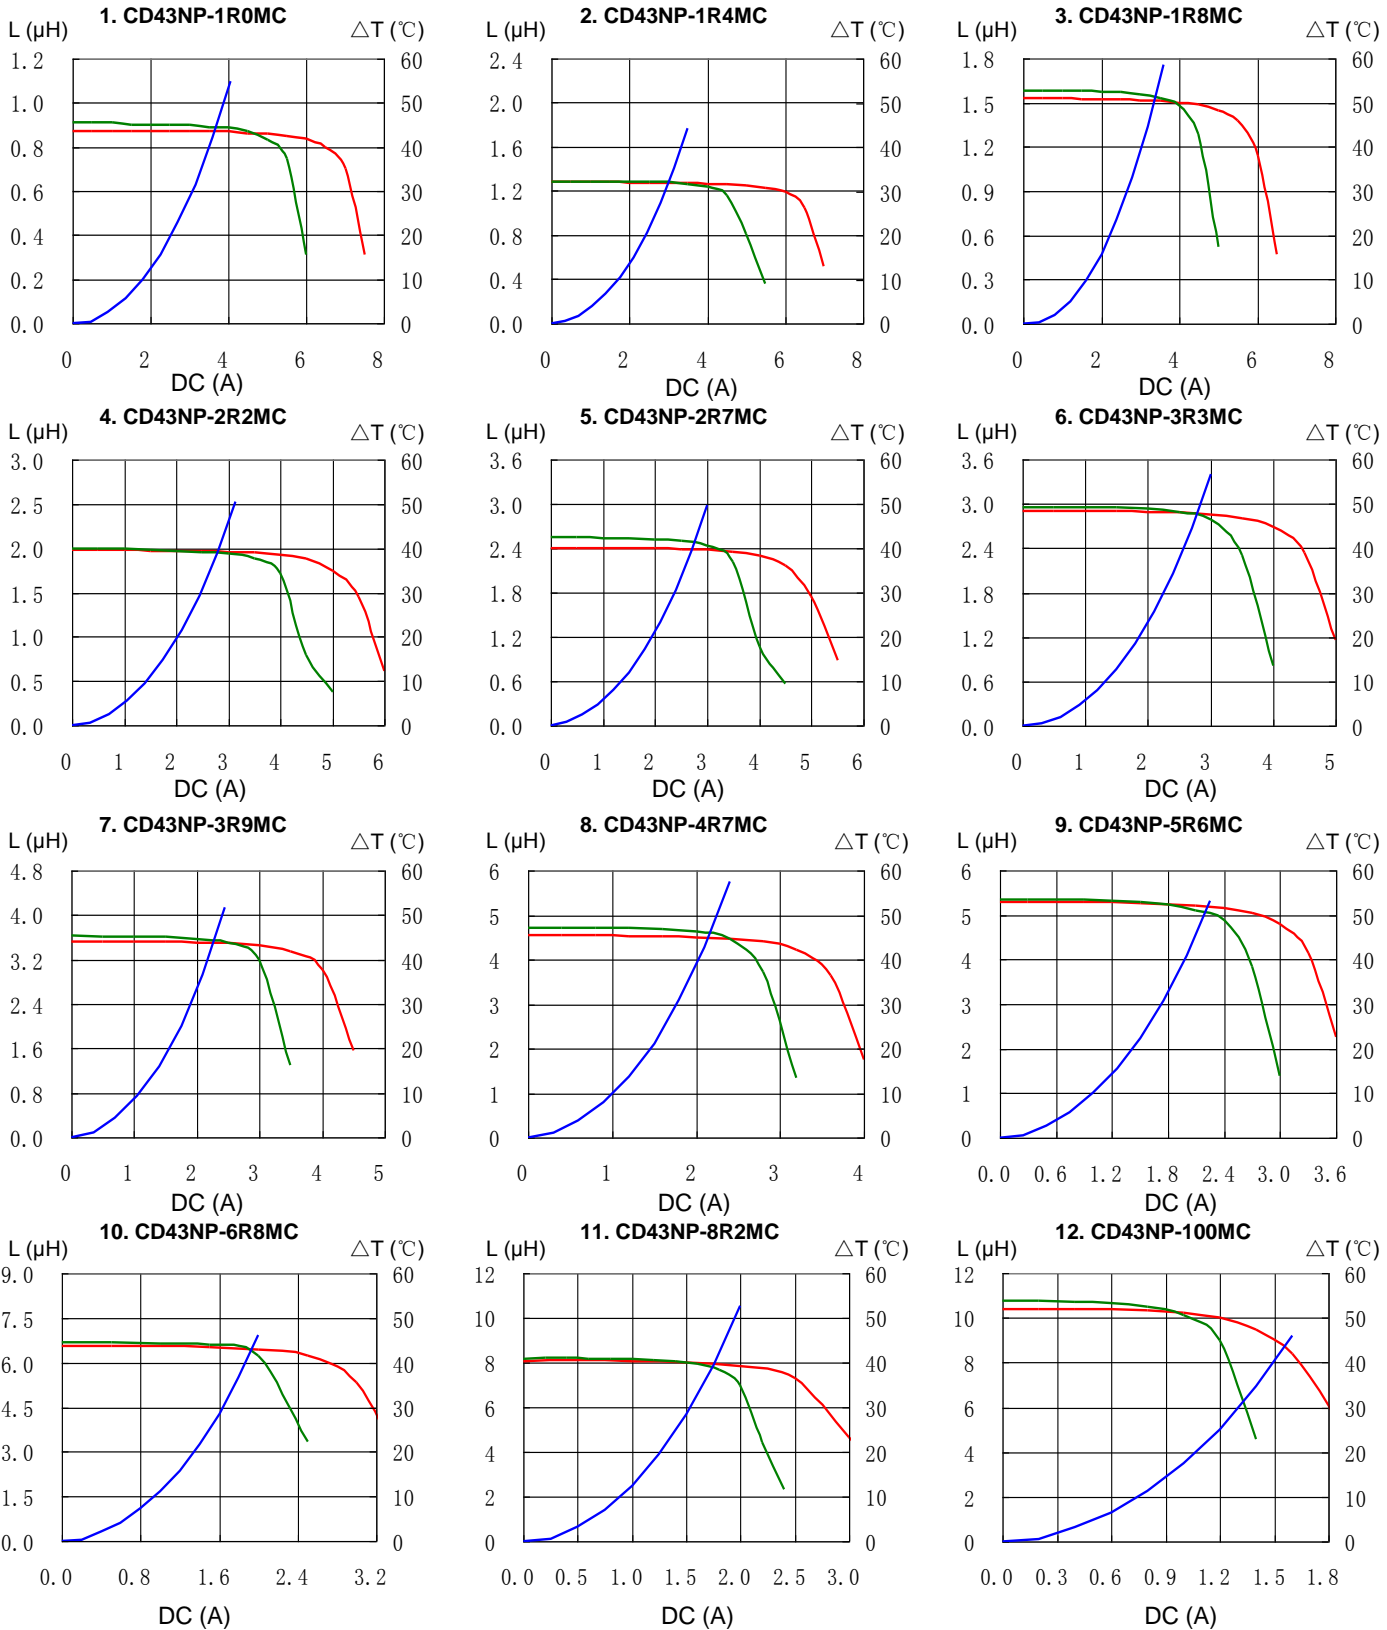 1. CD43NP-1R0MC
L (µH) △T (℃)
1.2 60
1.0 50
0.8 40
0.6 30
0.4 20
0.2 10
0.0 0
0 2 4 6 8
DC (A)
2. CD43NP-1R4MC
L (µH) △T (℃)
2.4 60
2.0 50
1.6 40
1.2 30
0.8 20
0.4 10
0.0 0
0 2 4 6 8
DC (A)
3. CD43NP-1R8MC
L (µH) △T (℃)
1.8 60
1.5 50
1.2 40
0.9 30
0.6 20
0.3 10
0.0 0
0 2 4 6 8
DC (A)
4. CD43NP-2R2MC
L (µH) △T (℃)
3.0 60
2.5 50
2.0 40
1.5 30
1.0 20
0.5 10
0.0 0
0 1 2 3 4 5 6
DC (A)
5. CD43NP-2R7MC
L (µH) △T (℃)
3.6 60
3.0 50
2.4 40
1.8 30
1.2 20
0.6 10
0.0 0
0 1 2 3 4 5 6
DC (A)
6. CD43NP-3R3MC
L (µH) △T (℃)
3.6 60
3.0 50
2.4 40
1.8 30
1.2 20
0.6 10
0.0 0
0 1 2 3 4 5
DC (A)
7. CD43NP-3R9MC
L (µH) △T (℃)
4.8 60
4.0 50
3.2 40
2.4 30
1.6 20
0.8 10
0.0 0
0 1 2 3 4 5
DC (A)
8. CD43NP-4R7MC
L (µH) △T (℃)
6 60
5 50
4 40
3 30
2 20
1 10
0 0
0 1 2 3 4
DC (A)
9. CD43NP-5R6MC
L (µH) △T (℃)
6 60
5 50
4 40
3 30
2 20
1 10
0 0
0.0 0.6 1.2 1.8 2.4 3.0 3.6
DC (A)
10. CD43NP-6R8MC
L (µH) △T (℃)
9.0 60
7.5 50
6.0 40
4.5 30
3.0 20
1.5 10
0.0 0
0.0 0.8 1.6 2.4 3.2
DC (A)
11. CD43NP-8R2MC
L (µH) △T (℃)
12 60
10 50
8 40
6 30
4 20
2 10
0 0
0.0 0.5 1.0 1.5 2.0 2.5 3.0
DC (A)
12. CD43NP-100MC
L (µH) △T (℃)
12 60
10 50
8 40
6 30
4 20
2 10
0 0
0.0 0.3 0.6 0.9 1.2 1.5 1.8
DC (A)